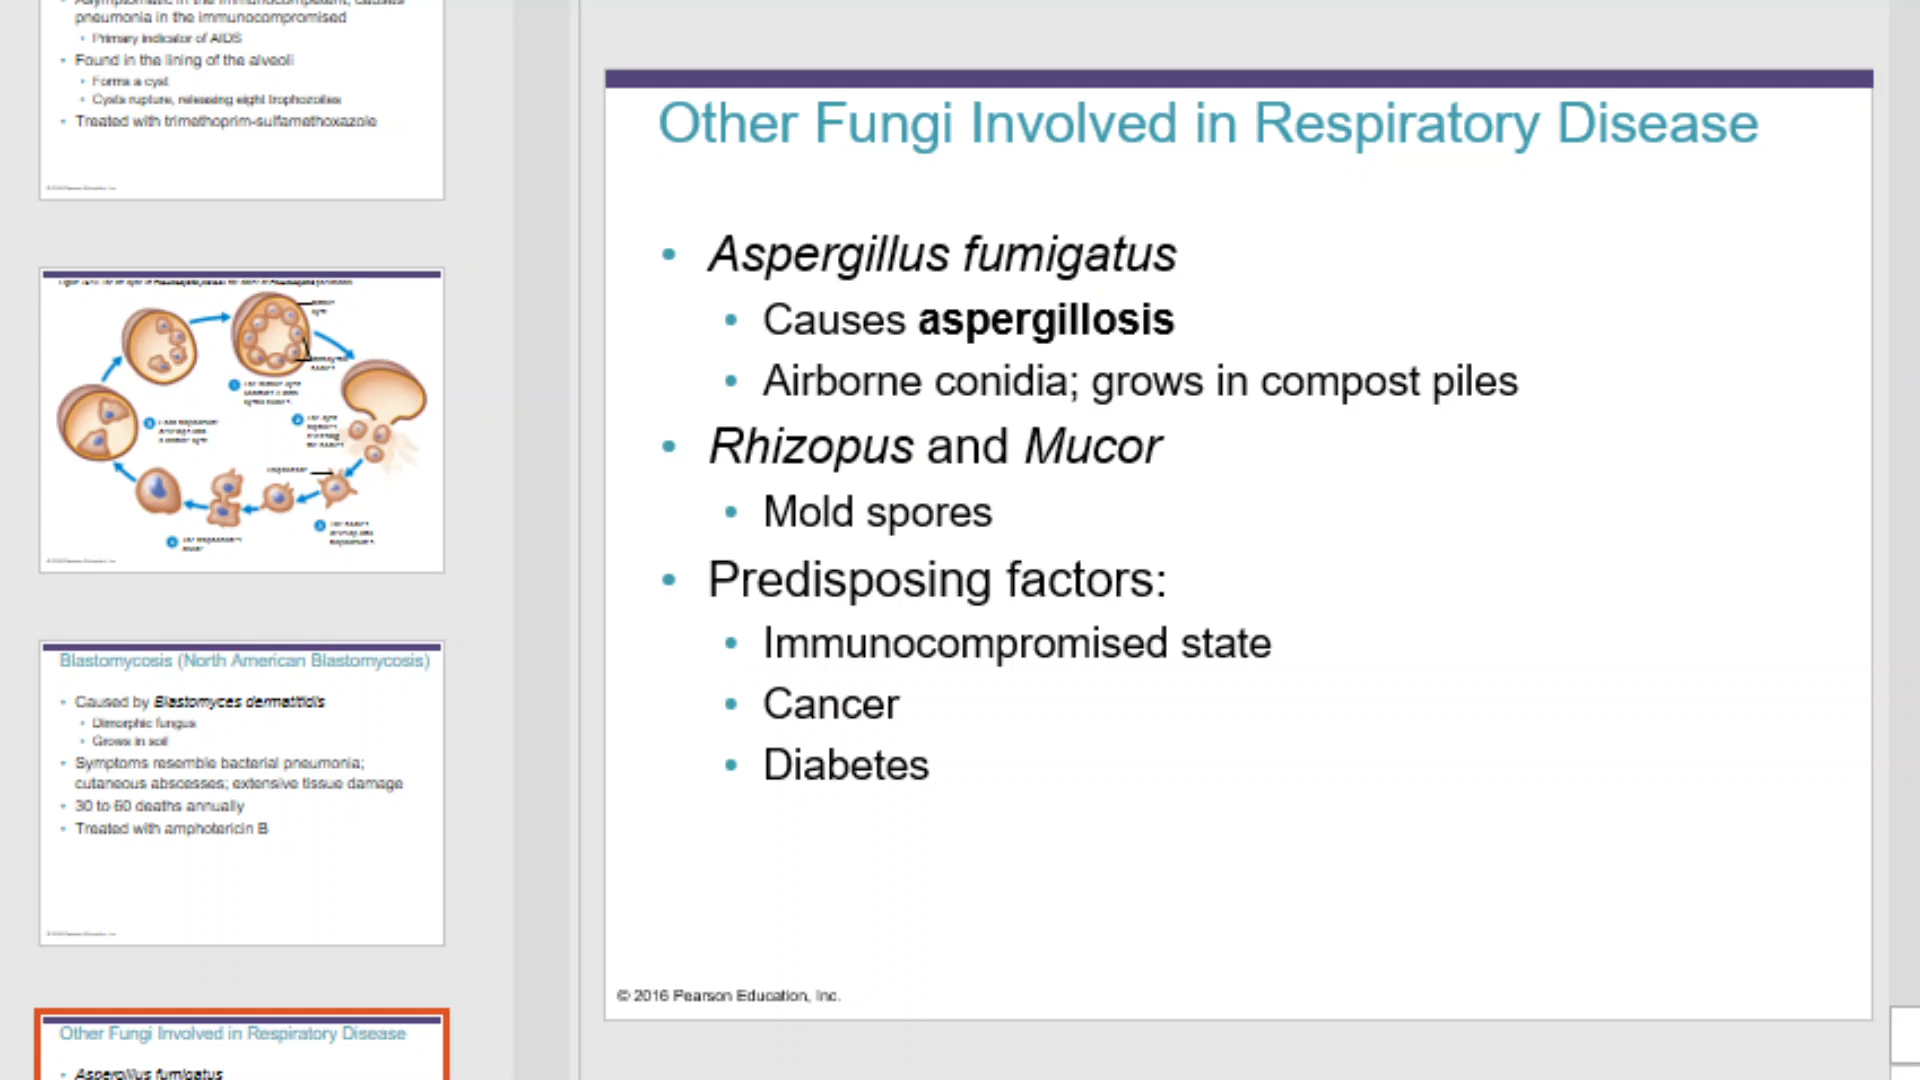 pneumonia in the immunocompromised
Primary indicator of AIDS
Found in the lining of the alveoli
Forms a cyst
Cysts rupture, releasing eight trophozoites
Treated with trimethoprim-sulfamethoxazole
Blastomycosis (North American Blastomycosis)
Caused by Blastomyces dermatitidis
Dimorphic fungus
Grows in soil
Symptoms resemble bacterial pneumonia;
cutaneous abscesses; extensive tissue damage
30 to 60 deaths annually
Treated with amphotericin B
Other Fungi Involved in Respiratory Disease
Aspergillus fumigatus
Other Fungi Involved in Respiratory Disease
Aspergillus fumigatus
Causes aspergillosis
Airborne conidia; grows in compost piles
Rhizopus and Mucor
Mold spores
Predisposing factors:
Immunocompromised state
Cancer
Diabetes
© 2016 Pearson Education, Inc.